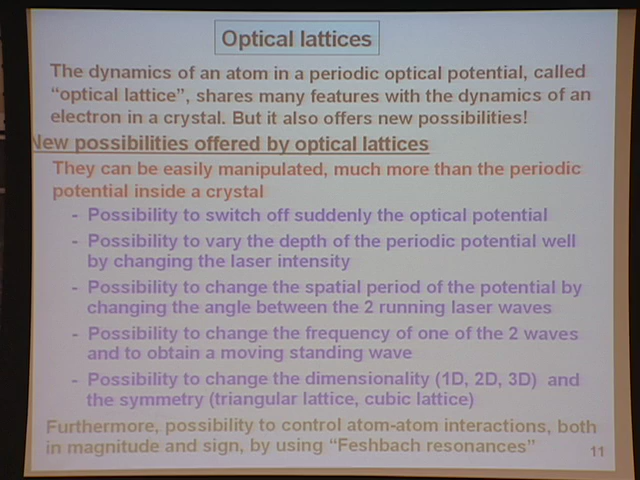 Optical lattices
The dynamics of an atom in a periodic optical potential, called
“optical lattice”, shares many features with the dynamics of an
electron in a crystal. But it also offers new possibilities!
New possibilities offered by optical lattices
They can be easily manipulated, much more than the periodic
potential inside a crystal
- Possibility to switch off suddenly the optical potential
- Possibility to vary the depth of the periodic potential well
by changing the laser intensity
- Possibility to change the spatial period of the potential by
changing the angle between the 2 running laser waves
- Possibility to change the frequency of one of the 2 waves
and to obtain a moving standing wave
- Possibility to change the dimensionality (1D, 2D, 3D) and
the symmetry (triangular lattice, cubic lattice)
Furthermore, possibility to control atom-atom interactions, both
in magnitude and sign, by using “Feshbach resonances”
11